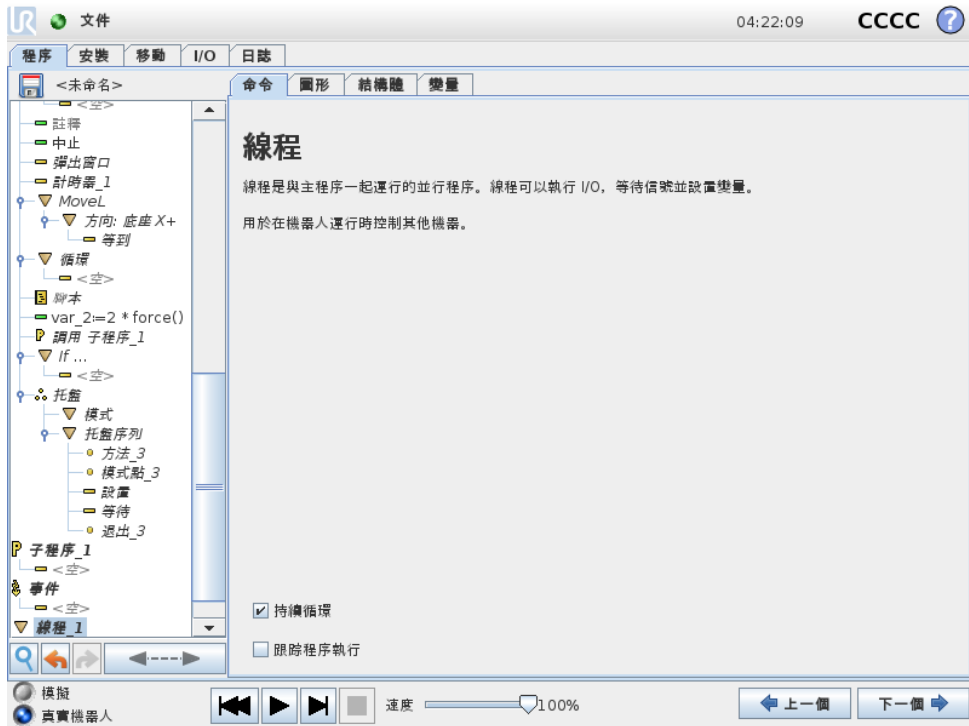 UR 文件 04:22:09 CCCC ?
程序 安裝 移動 I/O 日誌
<未命名> 命令 圖形 結構體 變量
<空>
註釋
中止
彈出窗口
計時器_1
MoveL
方向: 底座 X+
等到
循環
<空>
腳本
var_2:=2 * force()
P 調用 子程序_1
If ...
<空>
托盤
模式
托盤序列
方法_3
模式點_3
設置
等待
退出_3
P 子程序_1
<空>
事件
<空>
線程_1
線程
線程是與主程序一起運行的並行程序。線程可以執行 I/O，等待信號並設置變量。
用於在機器人運行時控制其他機器。
持續循環
跟踪程序執行
模擬
真實機器人
速度 100%
上一個 下一個